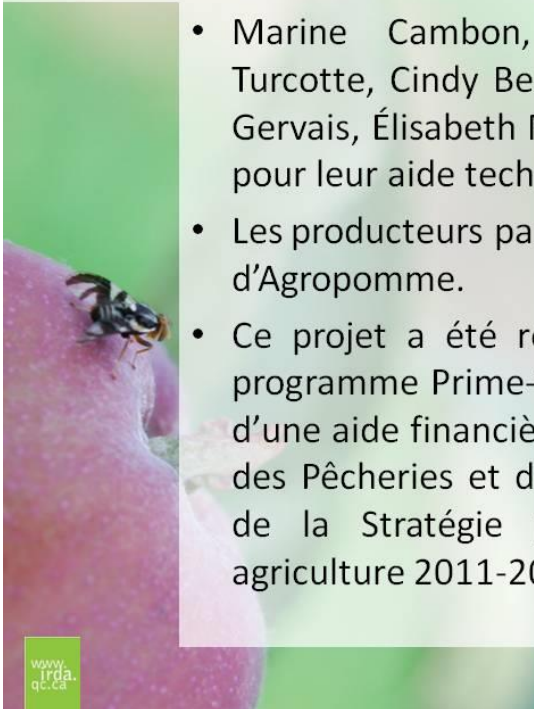 • Marine Cambon,
Turcotte, Cindy Be
Gervais, Élisabeth
pour leur aide tech
• Les producteurs pa
d'Agropomme.
• Ce projet a été r
programme Prime-
d'une aide financiè
des Pêcheries et d
de la Stratégie
agriculture 2011-20
www.
irda.
qc.ca